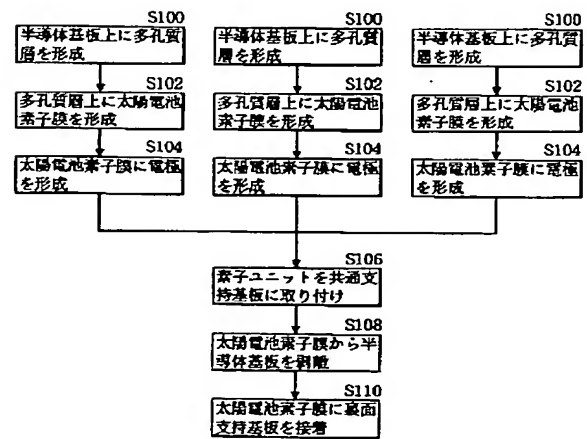 S100
半導体基板上に多孔質
層を形成
S102
多孔質層上に太陽電池
素子膜を形成
S104
太陽電池素子膜に電極
を形成
S100
半導体基板上に多孔質
層を形成
S102
多孔質層上に太陽電池
素子膜を形成
S104
太陽電池素子膜に電極
を形成
S100
半導体基板上に多孔質
層を形成
S102
多孔質層上に太陽電池
素子膜を形成
S104
太陽電池素子膜に電極
を形成
S106
素子ユニットを共通支
持基板に取り付け
S108
太陽電池素子膜から半
導体基板を剥離
S110
太陽電池素子膜に裏面
支持基板を接着